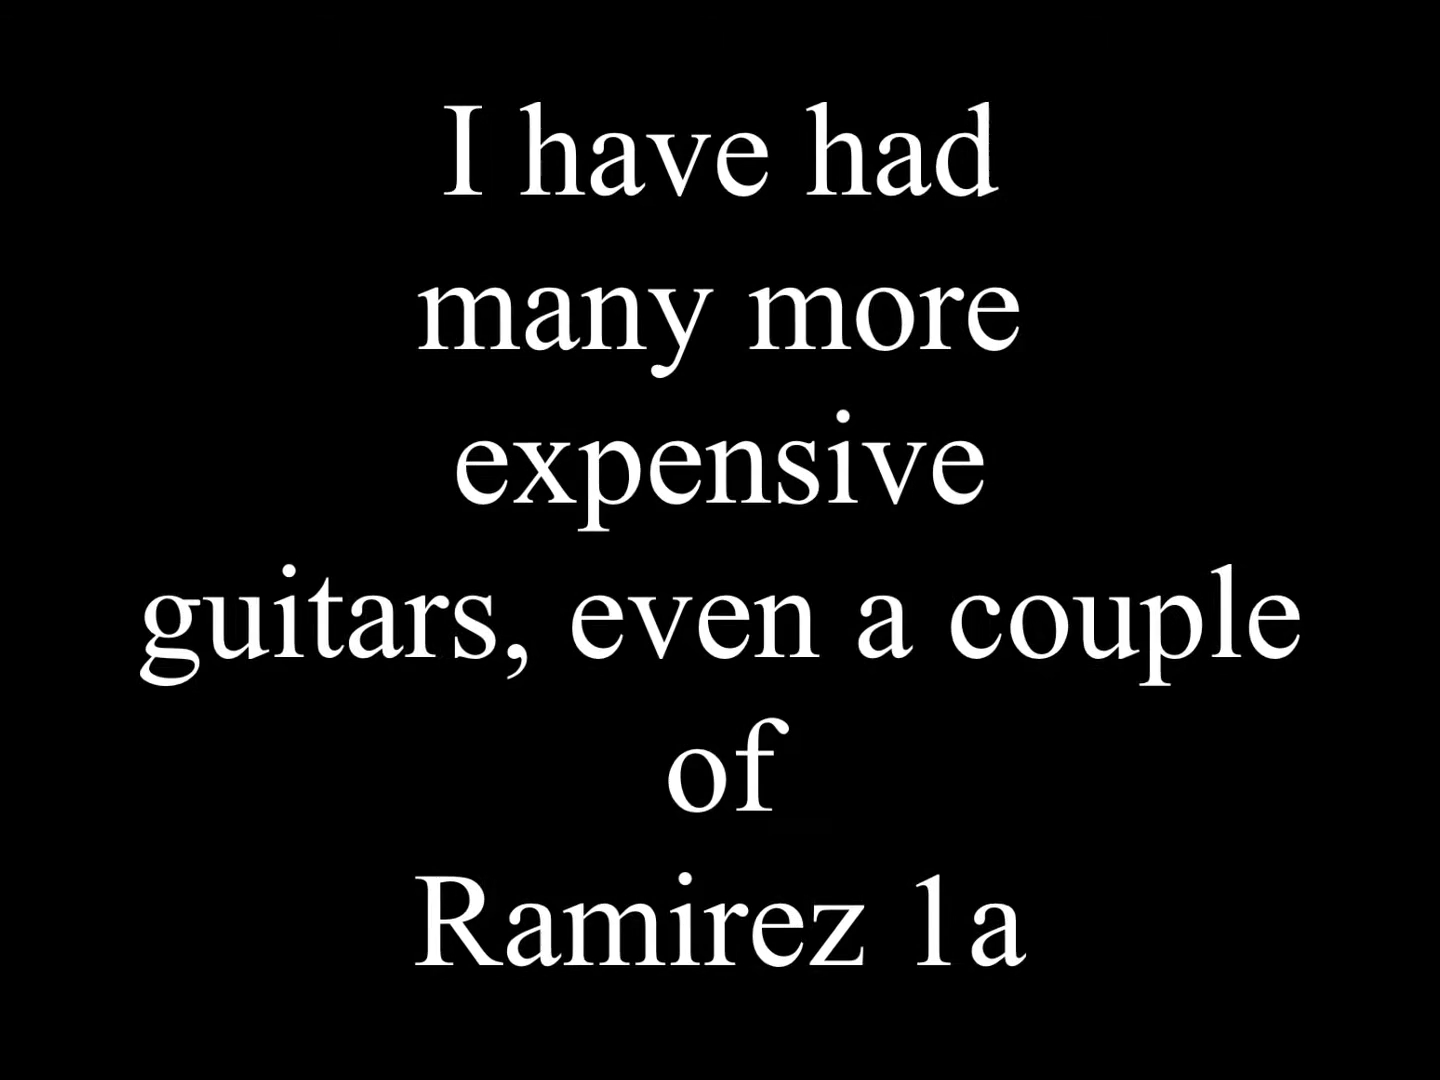 I have had
many more
expensive
guitars, even a couple
of
Ramirez 1a